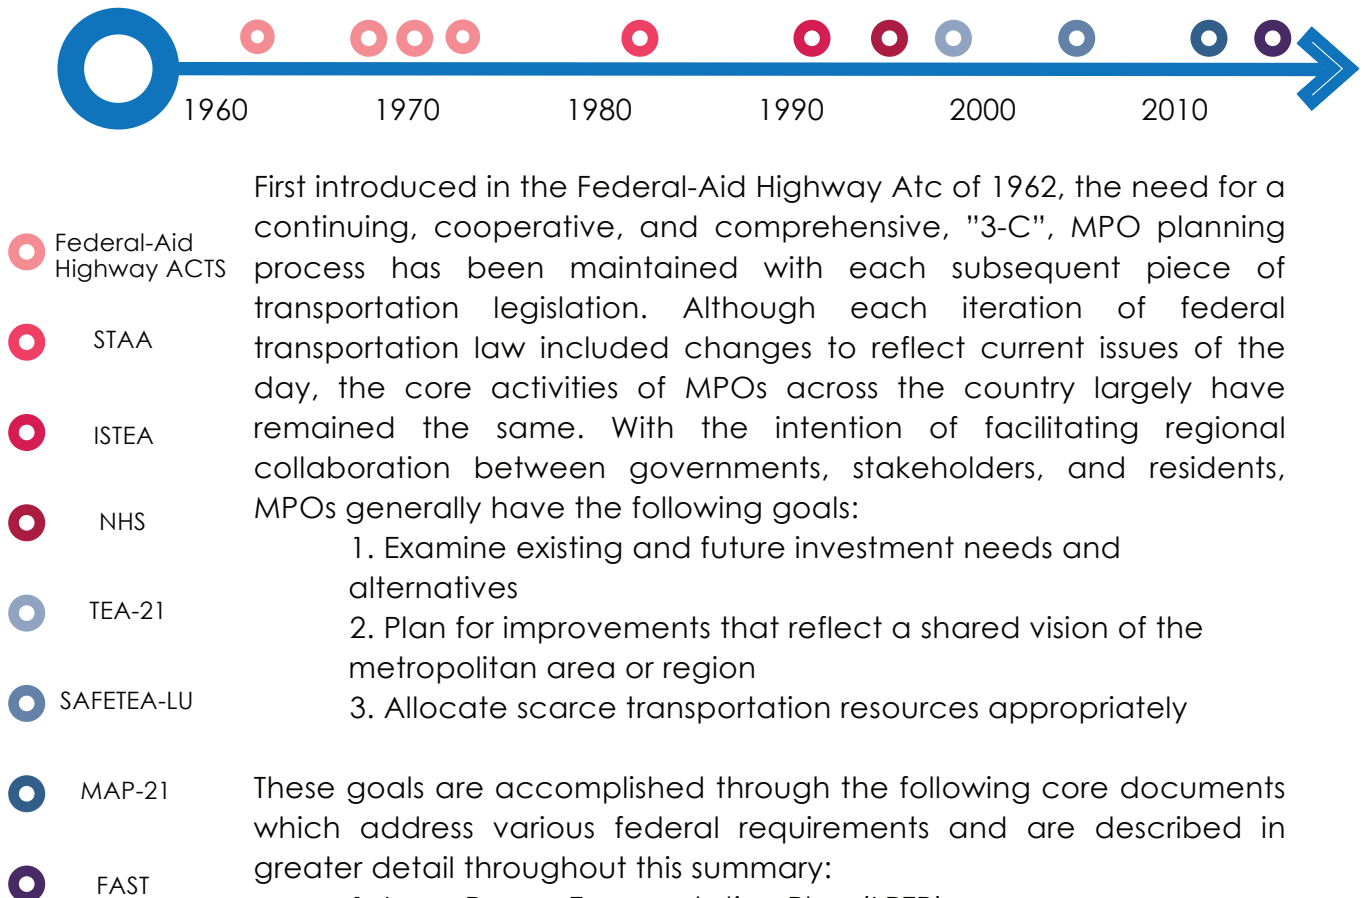 1960 1970 1980 1990 2000 2010
First introduced in the Federal-Aid Highway Atc of 1962, the need for a
continuing, cooperative, and comprehensive, ”3-C”, MPO planning
process has been maintained with each subsequent piece of
transportation legislation. Although each iteration of federal
transportation law included changes to reflect current issues of the
day, the core activities of MPOs across the country largely have
remained the same. With the intention of facilitating regional
collaboration between governments, stakeholders, and residents,
MPOs generally have the following goals:
1. Examine existing and future investment needs and
alternatives
2. Plan for improvements that reflect a shared vision of the
metropolitan area or region
3. Allocate scarce transportation resources appropriately
These goals are accomplished through the following core documents
which address various federal requirements and are described in
greater detail throughout this summary:
Federal-Aid
Highway ACTS
STAA
ISTEA
NHS
TEA-21
SAFETEA-LU
MAP-21
FAST